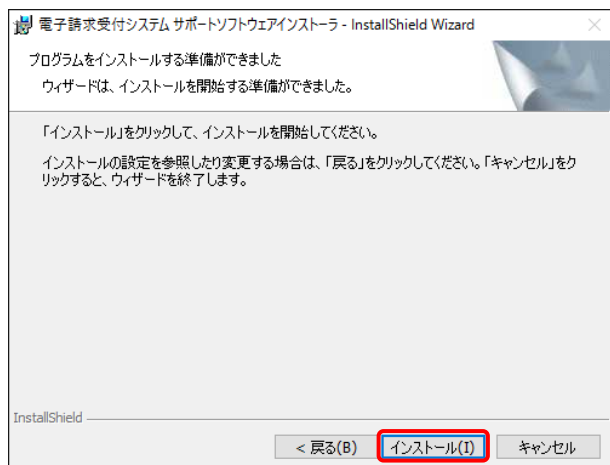 電子請求受付システム サポートソフトウェアインストーラ - InstallShield Wizard
プログラムをインストールする準備ができました
ウィザードは、インストールを開始する準備ができました。
「インストール」をクリックして、インストールを開始してください。
インストールの設定を参照したり変更する場合は、「戻る」をクリックしてください。「キャンセル」をク
リックすると、ウィザードを終了します。
InstallShield
< 戻る(B) インストール(I) キャンセル